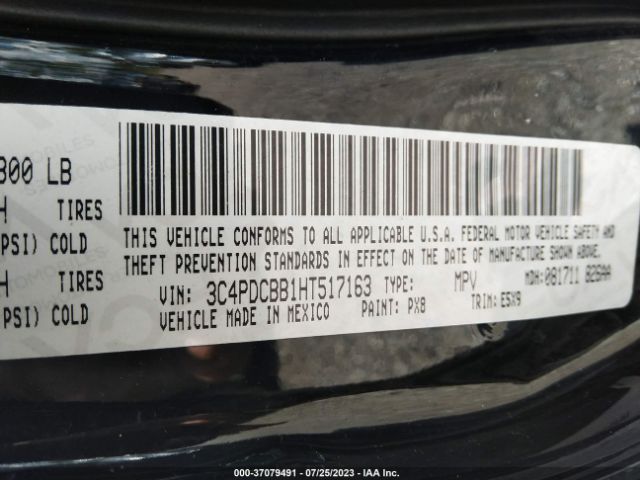 300 LB
H TIRES
PSI) COLD
H TIRES
PSI) COLD
THIS VEHICLE CONFORMS TO ALL APPLICABLE U.S.A. FEDERAL MOTOR VEHICLE SAFETY AND
THEFT PREVENTION STANDARDS IN EFFECT ON THE DATE OF MANUFACTURE SHOWN ABOVE.
VIN: 3C4PDCBB1HT517163 TYPE: MPV MDH: 081711 826AA
VEHICLE MADE IN MEXICO PAINT: PX8 TRIM: E5X9
000-37079491 - 07/25/2023 - IAA Inc.